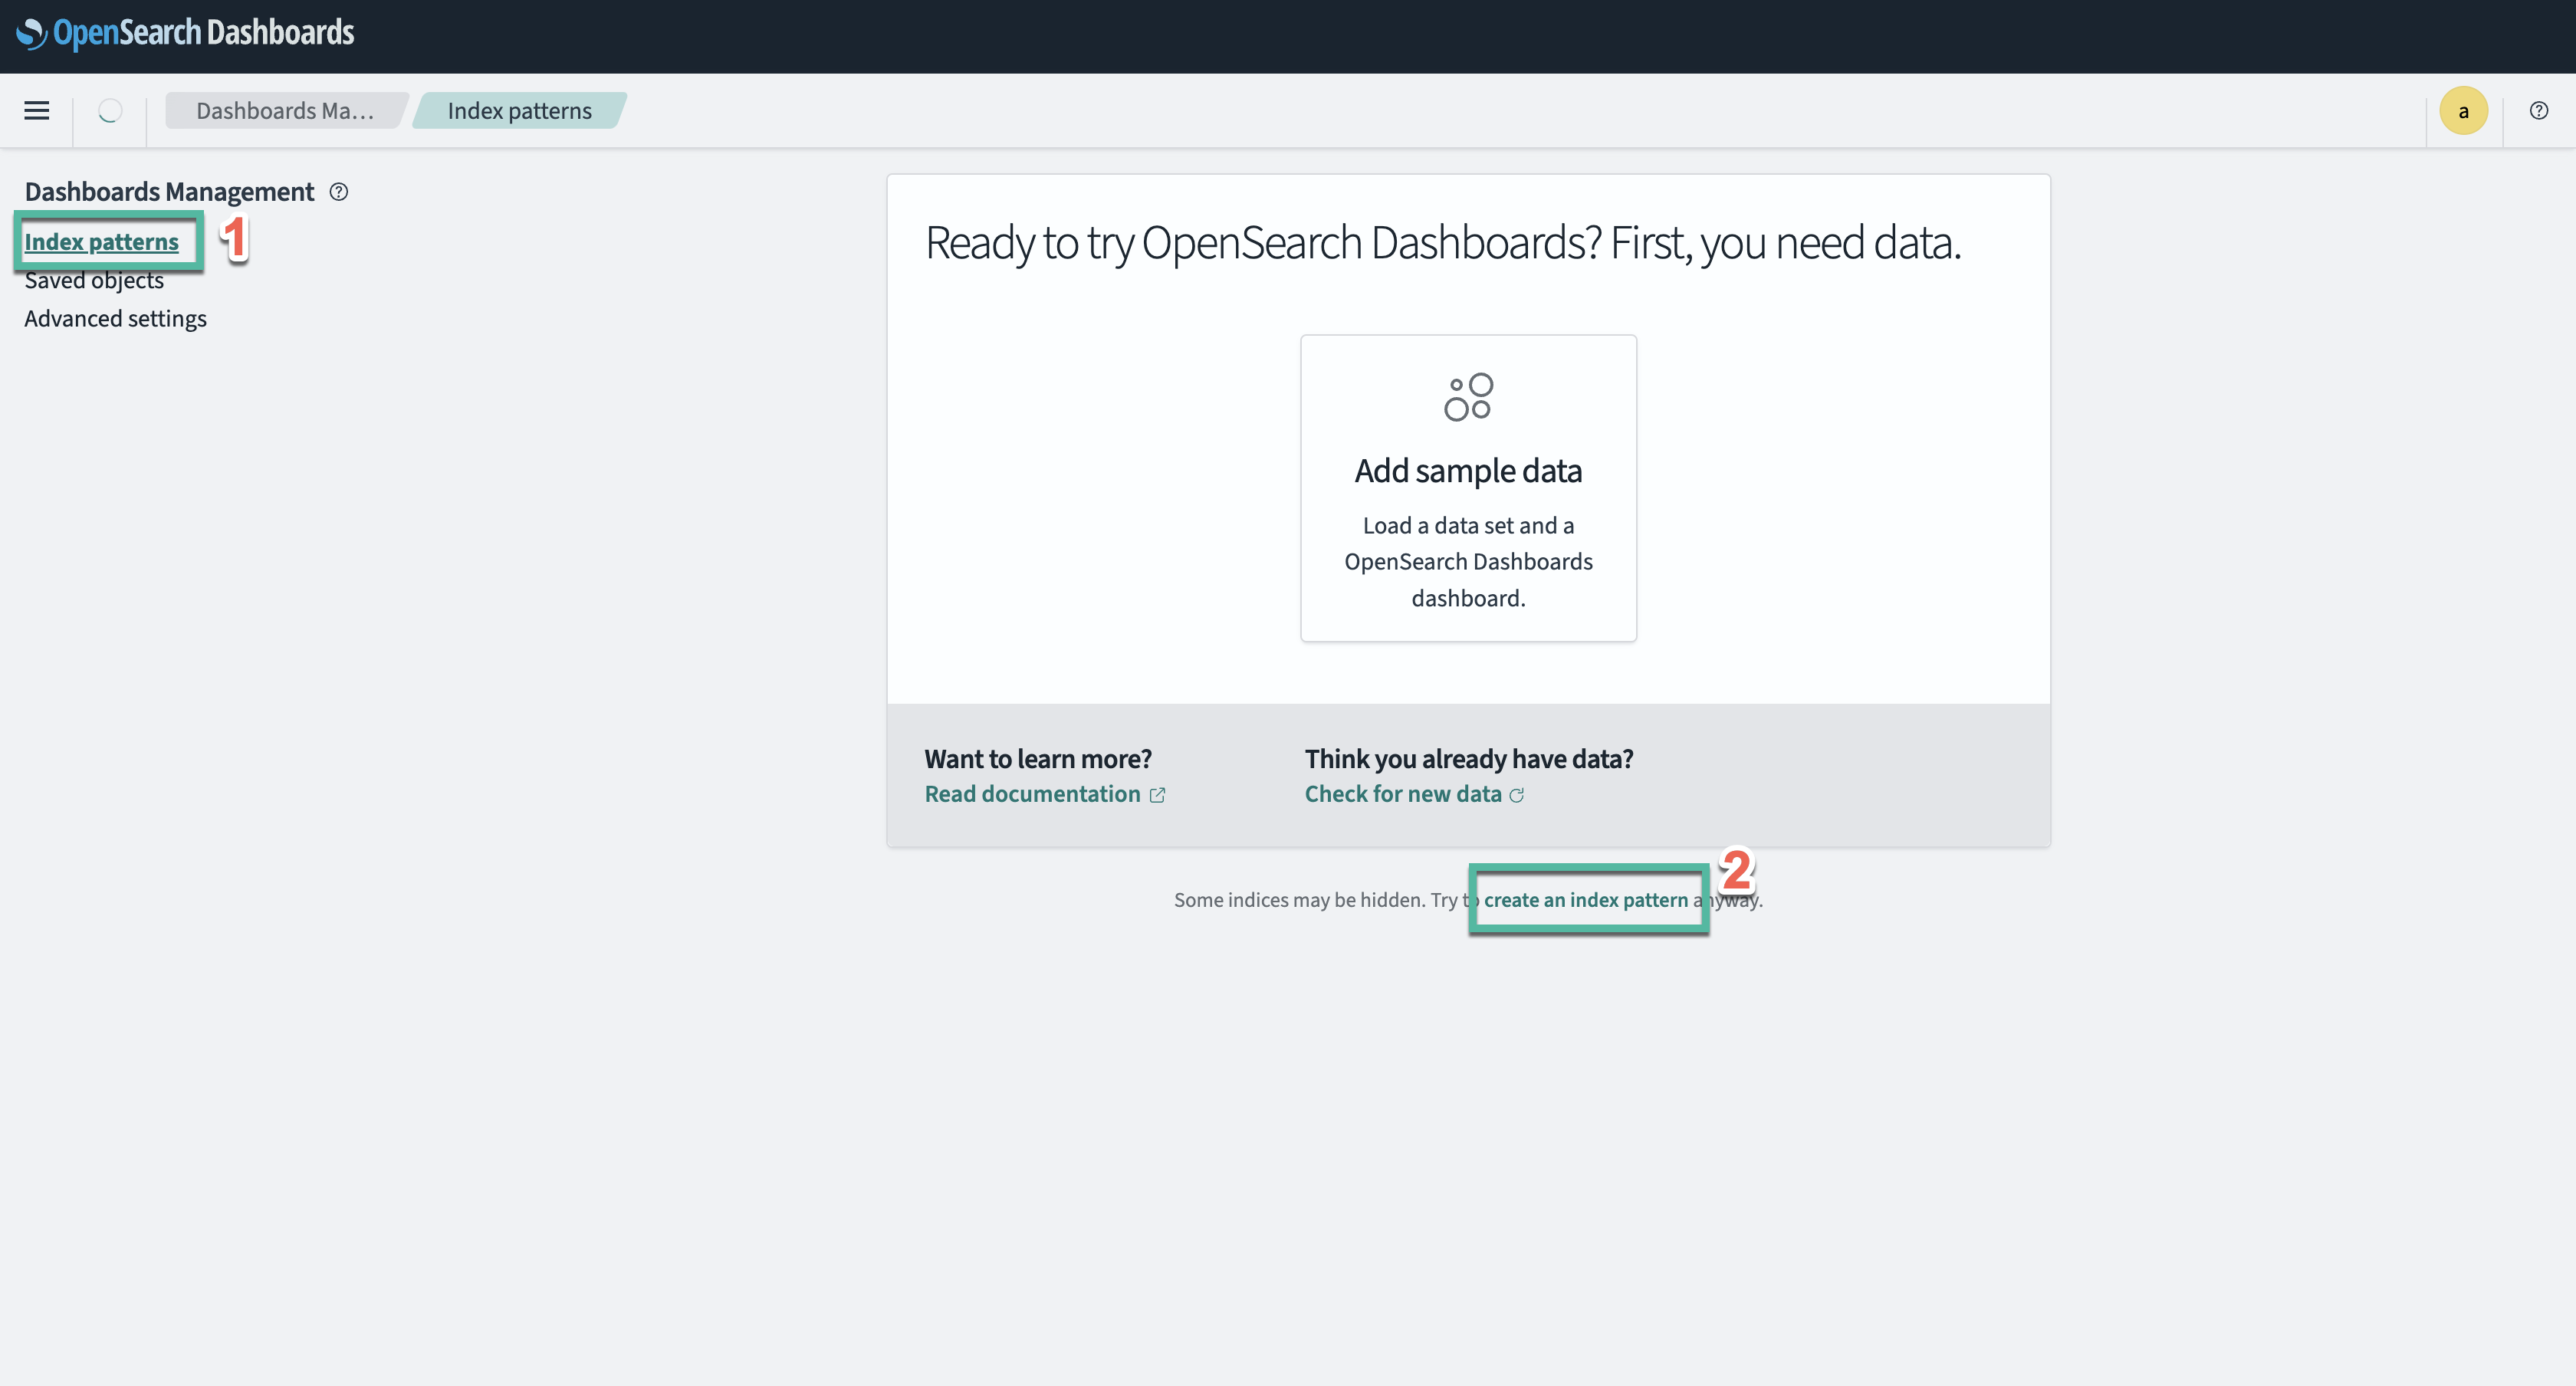 OpenSearch Dashboards
Dashboards Ma...
Index patterns
a
Dashboards Management
Index patterns
1
Saved objects
Advanced settings
Ready to try OpenSearch Dashboards? First, you need data.
Add sample data
Load a data set and a
OpenSearch Dashboards
dashboard.
Want to learn more?
Read documentation
Think you already have data?
Check for new data
2
Some indices may be hidden. Try to create an index pattern anyway.